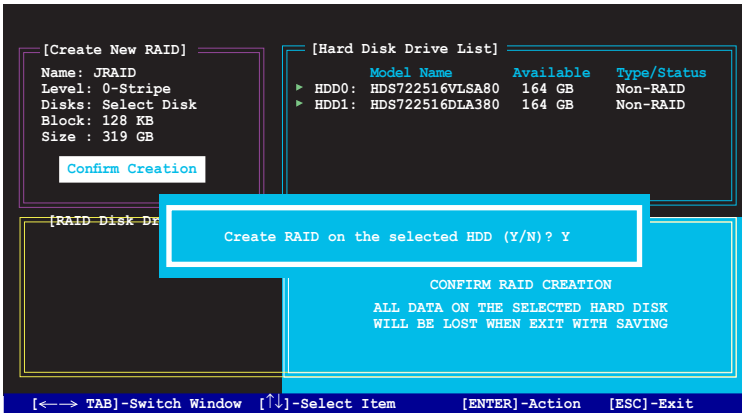 [Create New RAID]
Name: JRAID
Level: 0-Stripe
Disks: Select Disk
Block: 128 KB
Size : 319 GB
Confirm Creation
[Hard Disk Drive List]
Model Name Available Type/Status
HDD0: HDS722516VLSA80 164 GB Non-RAID
HDD1: HDS722516DLA380 164 GB Non-RAID
[RAID Disk Dr
Create RAID on the selected HDD (Y/N)? Y
CONFIRM RAID CREATION
ALL DATA ON THE SELECTED HARD DISK
WILL BE LOST WHEN EXIT WITH SAVING
[←→ TAB]-Switch Window [↑↓]-Select Item [ENTER]-Action [ESC]-Exit